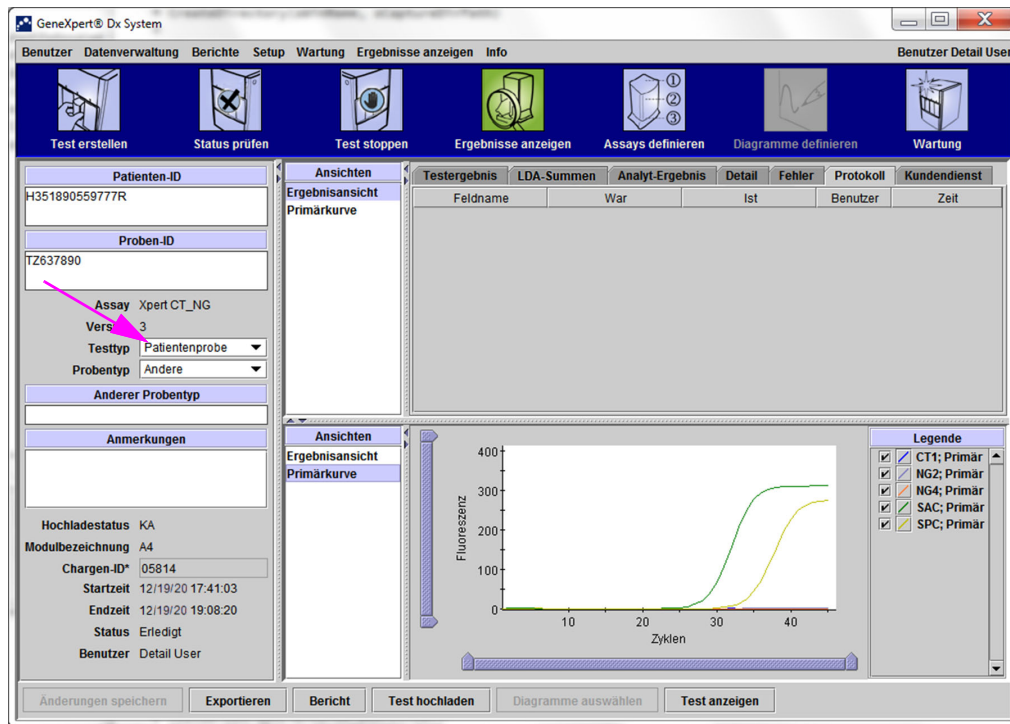 GeneXpert® Dx System
Benutzer Datenverwaltung Berichte Setup Wartung Ergebnisse anzeigen Info Benutzer Detail User
Test erstellen Status prüfen Test stoppen Ergebnisse anzeigen Assays definieren Diagramme definieren Wartung
Patienten-ID
H351890559777R
Proben-ID
TZ637890
Assay Xpert CT_NG
3
Testtyp Patientenprobe
Probentyp Andere
Anderer Probentyp
Anmerkungen
Hochladestatus KA
Modulbezeichnung A4
Chargen-ID* 05814
Startzeit 12/19/20 17:41:03
Endzeit 12/19/20 19:08:20
Status Erledigt
Benutzer Detail User
Ansichten
Ergebnisansicht
Primärkurve
Testergebnis LDA-Summen Analyt-Ergebnis Detail Fehler Protokoll Kundendienst
Feldname War Ist Benutzer Zeit
Ansichten
Ergebnisansicht
Primärkurve
Fluoreszenz
400
300
200
100
0
10 20 30 40
Zyklen
Legende
CT1; Primär
NG2; Primär
NG4; Primär
SAC; Primär
SPC; Primär
Änderungen speichern Exportieren Bericht Test hochladen Diagramme auswählen Test anzeigen